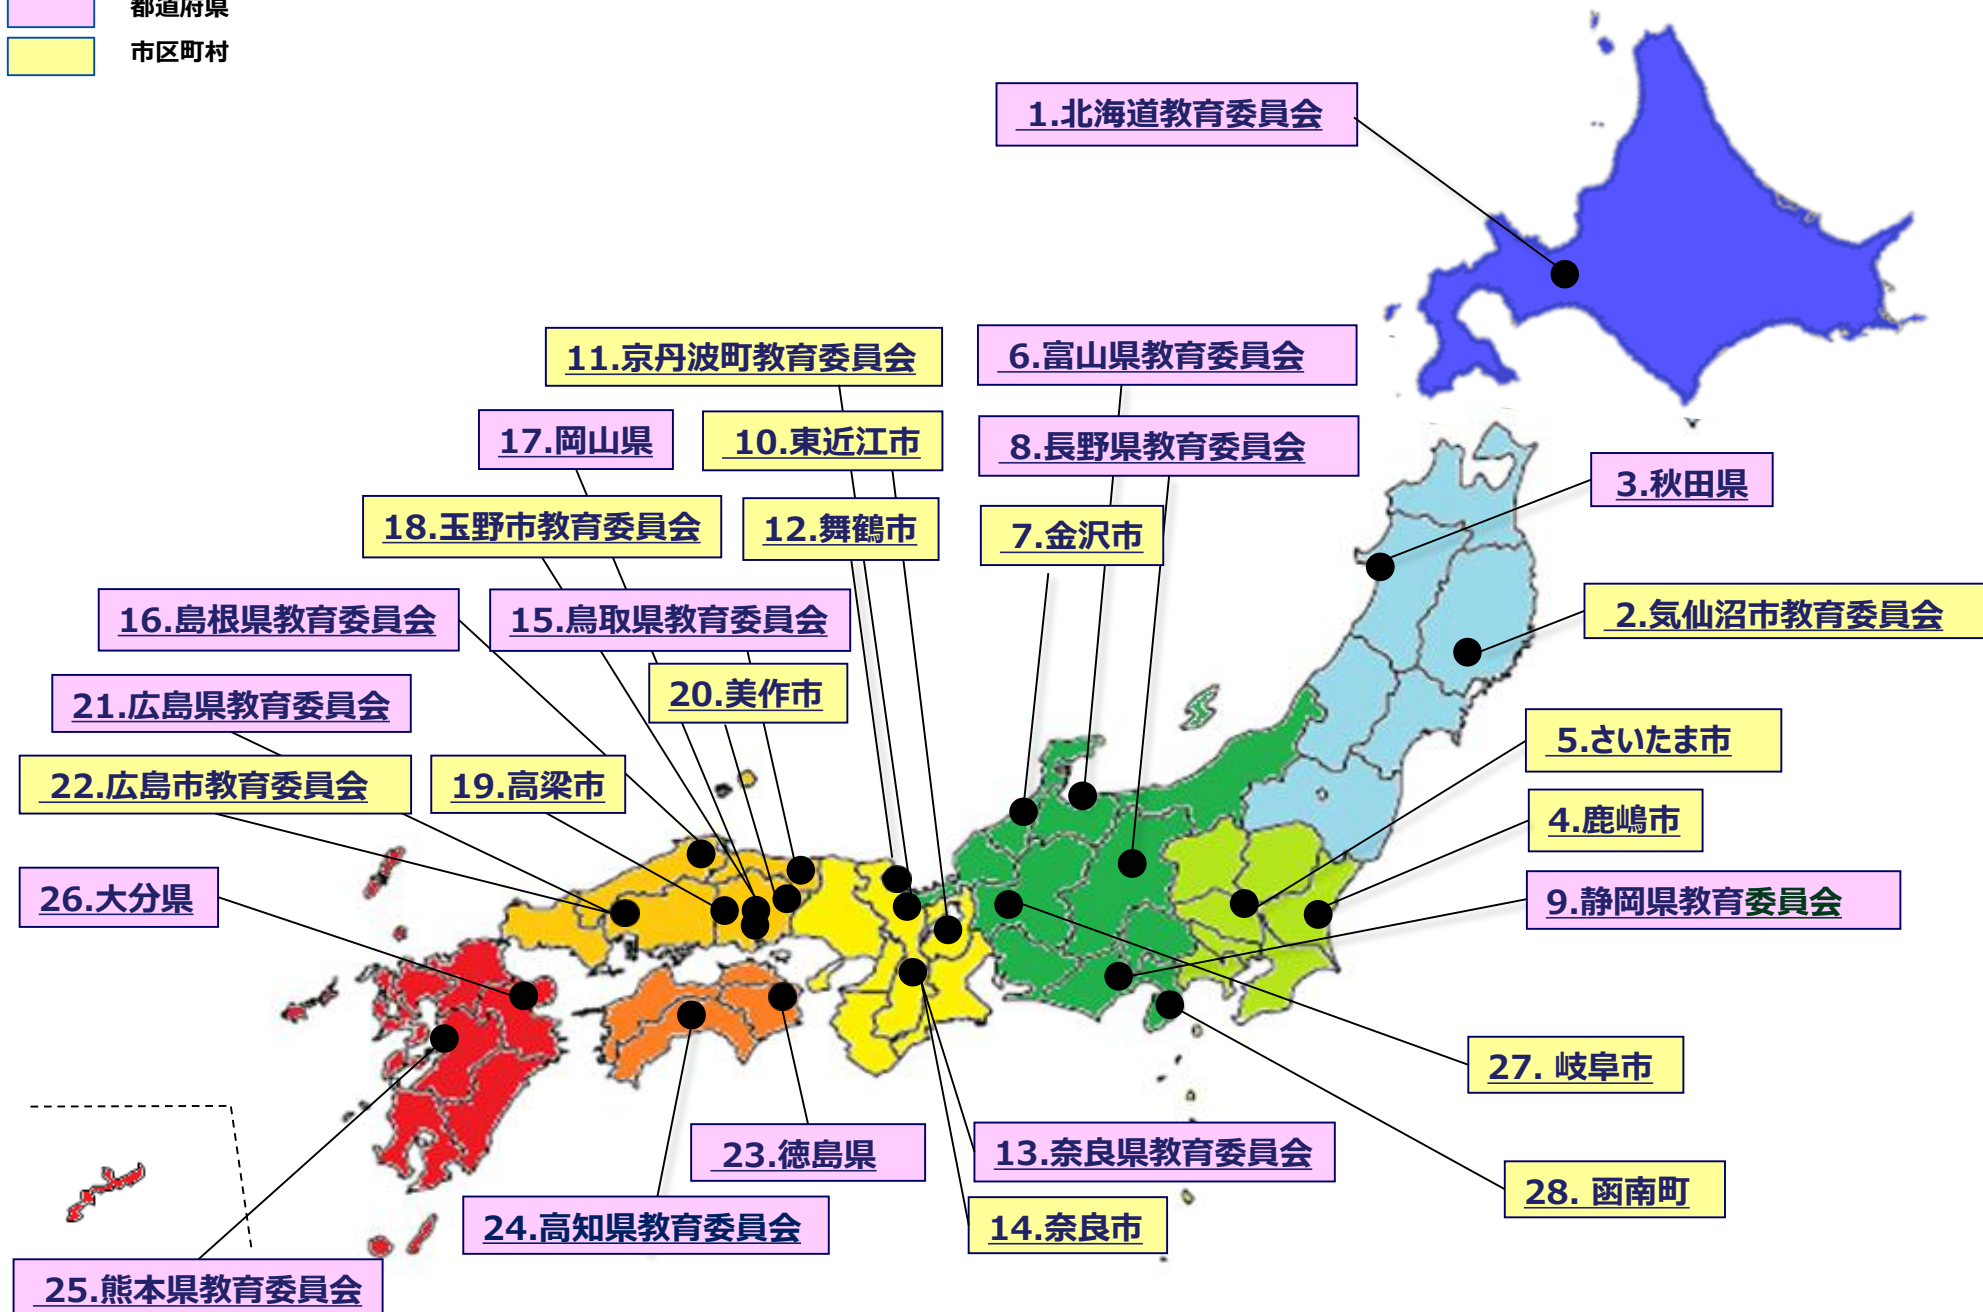 都道府県
市区町村
1.北海道教育委員会
11.京丹波町教育委員会
6.富山県教育委員会
17.岡山県
10.東近江市
8.長野県教育委員会
3.秋田県
18.玉野市教育委員会
12.舞鶴市
7.金沢市
16.島根県教育委員会
15.鳥取県教育委員会
2.気仙沼市教育委員会
21.広島県教育委員会
20.美作市
5.さいたま市
22.広島市教育委員会
19.高梁市
4.鹿嶋市
26.大分県
9.静岡県教育委員会
27. 岐阜市
23.徳島県
13.奈良県教育委員会
28. 函南町
24.高知県教育委員会
14.奈良市
25.熊本県教育委員会